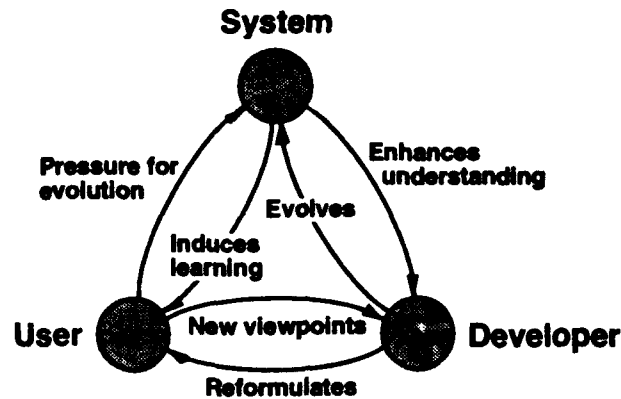 System
Pressure for
evolution
Enhances
understanding
Evolves
Induces
learning
User
New viewpoints
Developer
Reformulates